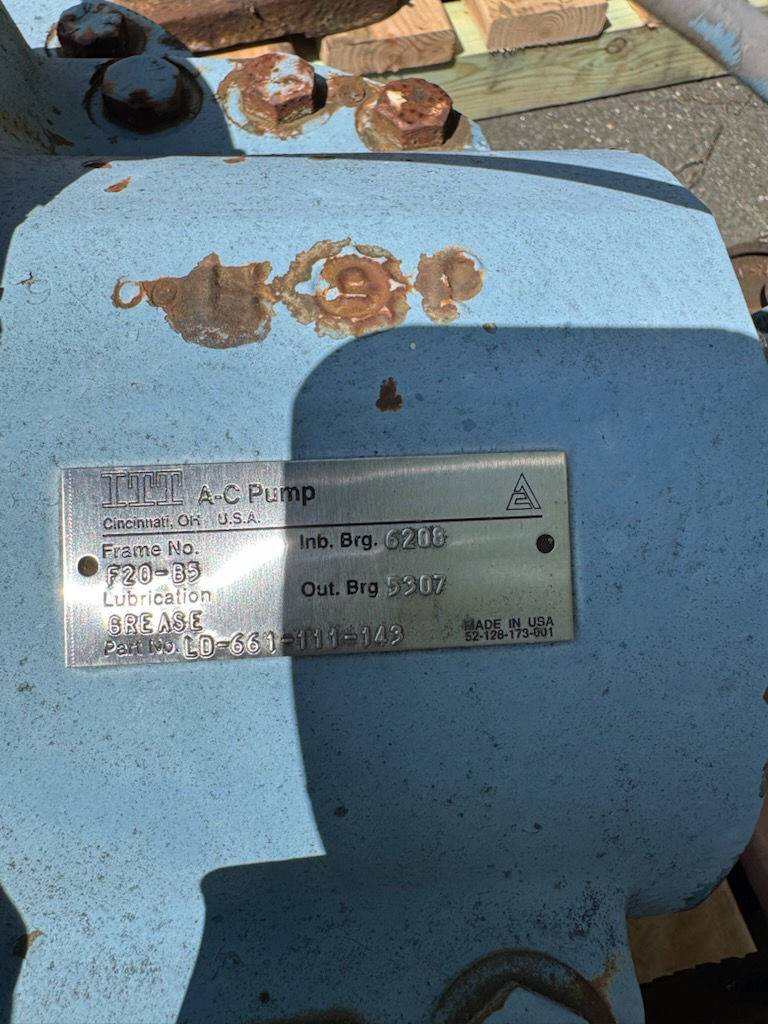 ITT A-C Pump
Cincinnati, OH U.S.A.
Frame No.
F20-B5
Inb. Brg. 6208
Lubrication
GREASE
Out. Brg 5307
Part No. LD-661-111-143
MADE IN USA
52-128-173-001